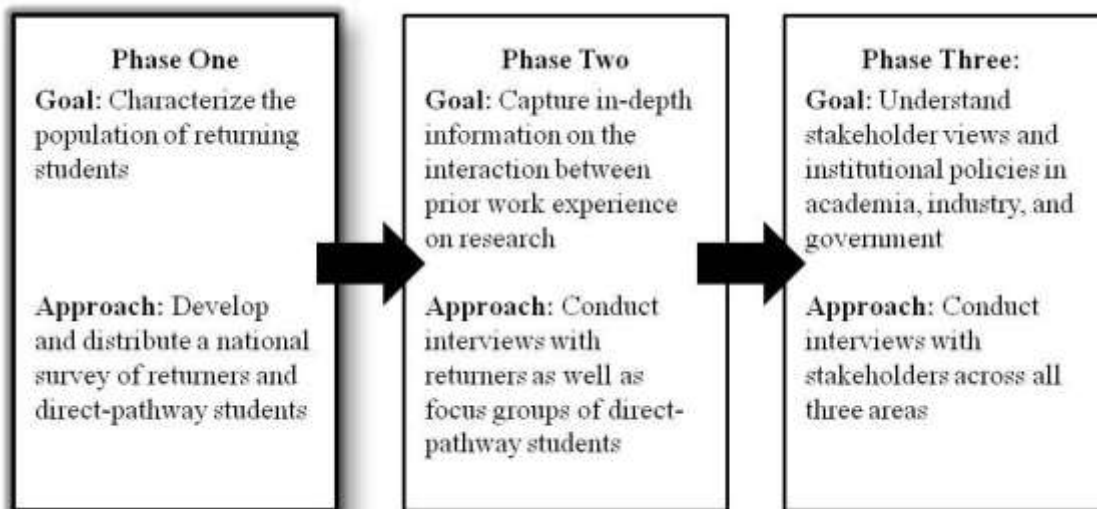 Phase One
Goal: Characterize the
population of returning
students
Approach: Develop
and distribute a national
survey of returners and
direct-pathway students
Phase Two
Goal: Capture in-depth
information on the
interaction between
prior work experience
on research
Approach: Conduct
interviews with
returners as well as
focus groups of direct-
pathway students
Phase Three:
Goal: Understand
stakeholder views and
institutional policies in
academia, industry, and
government
Approach: Conduct
interviews with
stakeholders across all
three areas